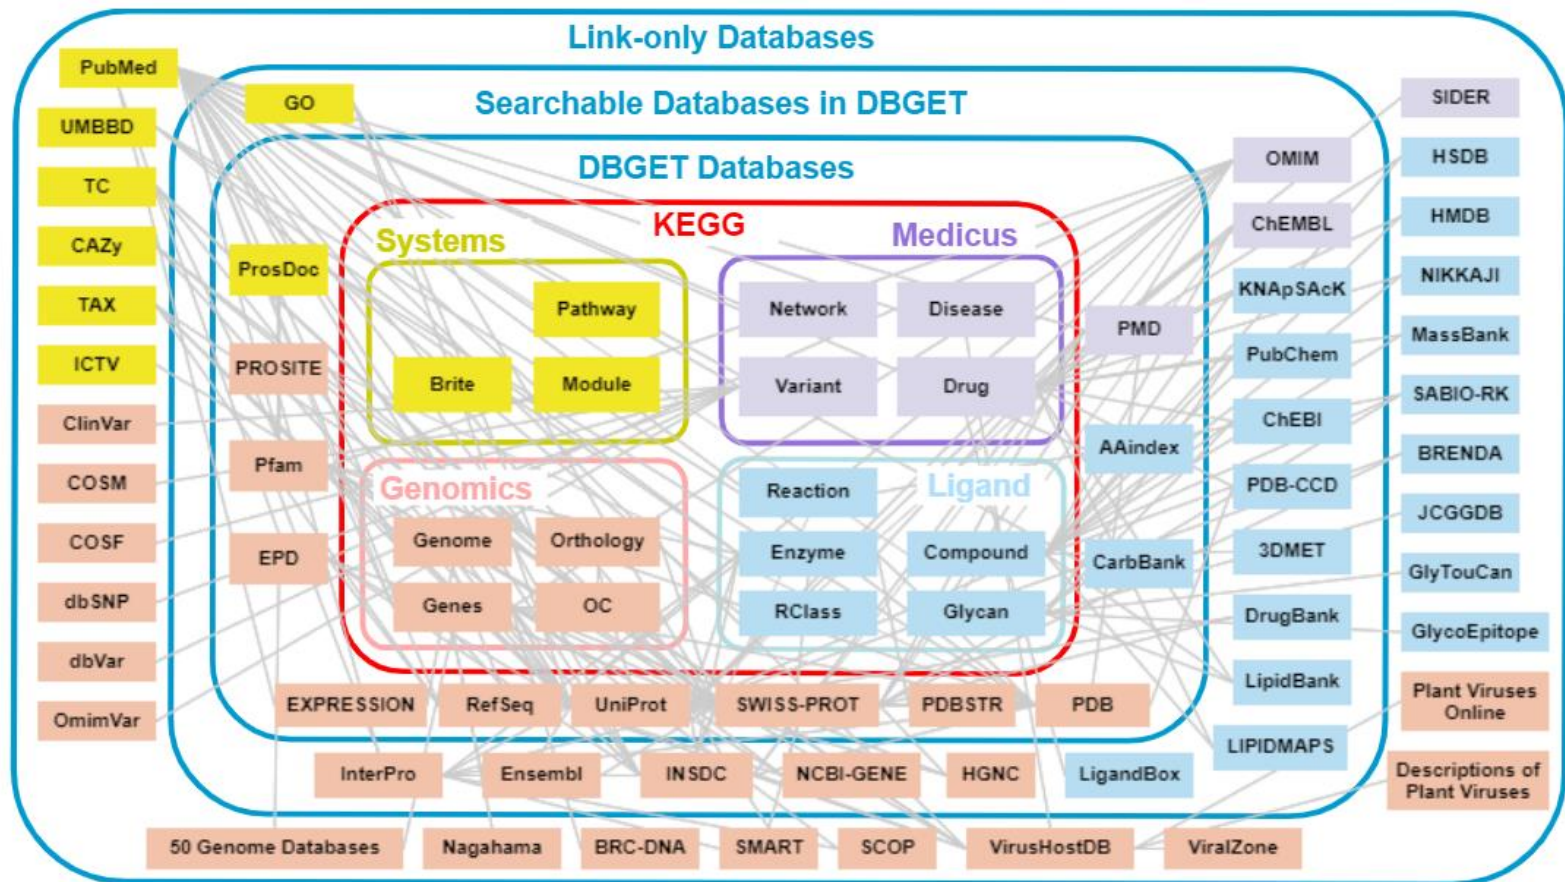 Link-only Databases
PubMed
GO
Searchable Databases in DBGET
SIDER
UMBBD
DBGET Databases
OMIM
HSDB
TC
KEGG
HMDB
CAZy
Systems
Medicus
ChEMBL
ProsDoc
KNApSAcK
NIKKAJI
TAX
Pathway
Network
Disease
PMD
MassBank
ICTV
PROSITE
PubChem
Brite
Module
Variant
Drug
SABIO-RK
ClinVar
ChEBI
Pfam
AAindex
BRENDA
COSM
Genomics
Reaction
Ligand
PDB-CCD
JCGGDB
COSF
EPD
Genome
Orthology
Enzyme
Compound
CarbBank
3DMET
GlyTouCan
dbSNP
Genes
OC
RClass
Glycan
DrugBank
GlycoEpitope
dbVar
LipidBank
EXPRESSION
RefSeq
UniProt
SWISS-PROT
PDBSTR
PDB
Plant Viruses
Online
OmimVar
LIPIDMAPS
InterPro
Ensembl
INSDC
NCBI-GENE
HGNC
LigandBox
Descriptions of
Plant Viruses
50 Genome Databases
Nagahama
BRC-DNA
SMART
SCOP
VirusHostDB
ViralZone